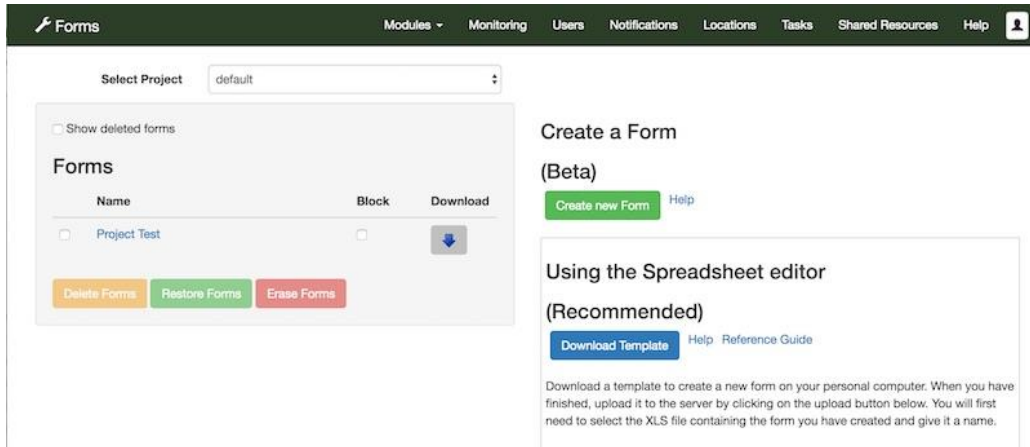 Forms
Modules Monitoring Users Notifications Locations Tasks Shared Resources Help
Select Project default
Show deleted forms
Forms
Name Block Download
Project Test
Delete Forms Restore Forms Erase Forms
Create a Form
(Beta)
Create new Form Help
Using the Spreadsheet editor
(Recommended)
Download Template Help Reference Guide
Download a template to create a new form on your personal computer. When you have
finished, upload it to the server by clicking on the upload button below. You will first
need to select the XLS file containing the form you have created and give it a name.